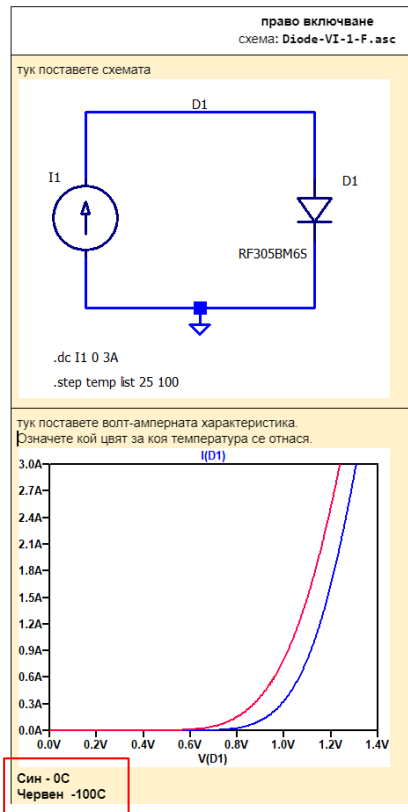 право включване
схема: Diode-VI-1-F.asc
тук поставете схемата
D1
I1
D1
RF305BM6S
.dc I1 0 3A
.step temp list 25 100
тук поставете волт-амперната характеристика.
Означете кой цвят за коя температура се отнася.
I(D1)
3.0A
2.7A
2.4A
2.1A
1.8A
1.5A
1.2A
0.9A
0.6A
0.3A
0.0A
0.0V 0.2V 0.4V 0.6V 0.8V 1.0V 1.2V 1.4V
V(D1)
Син - 0C
Червен -100C